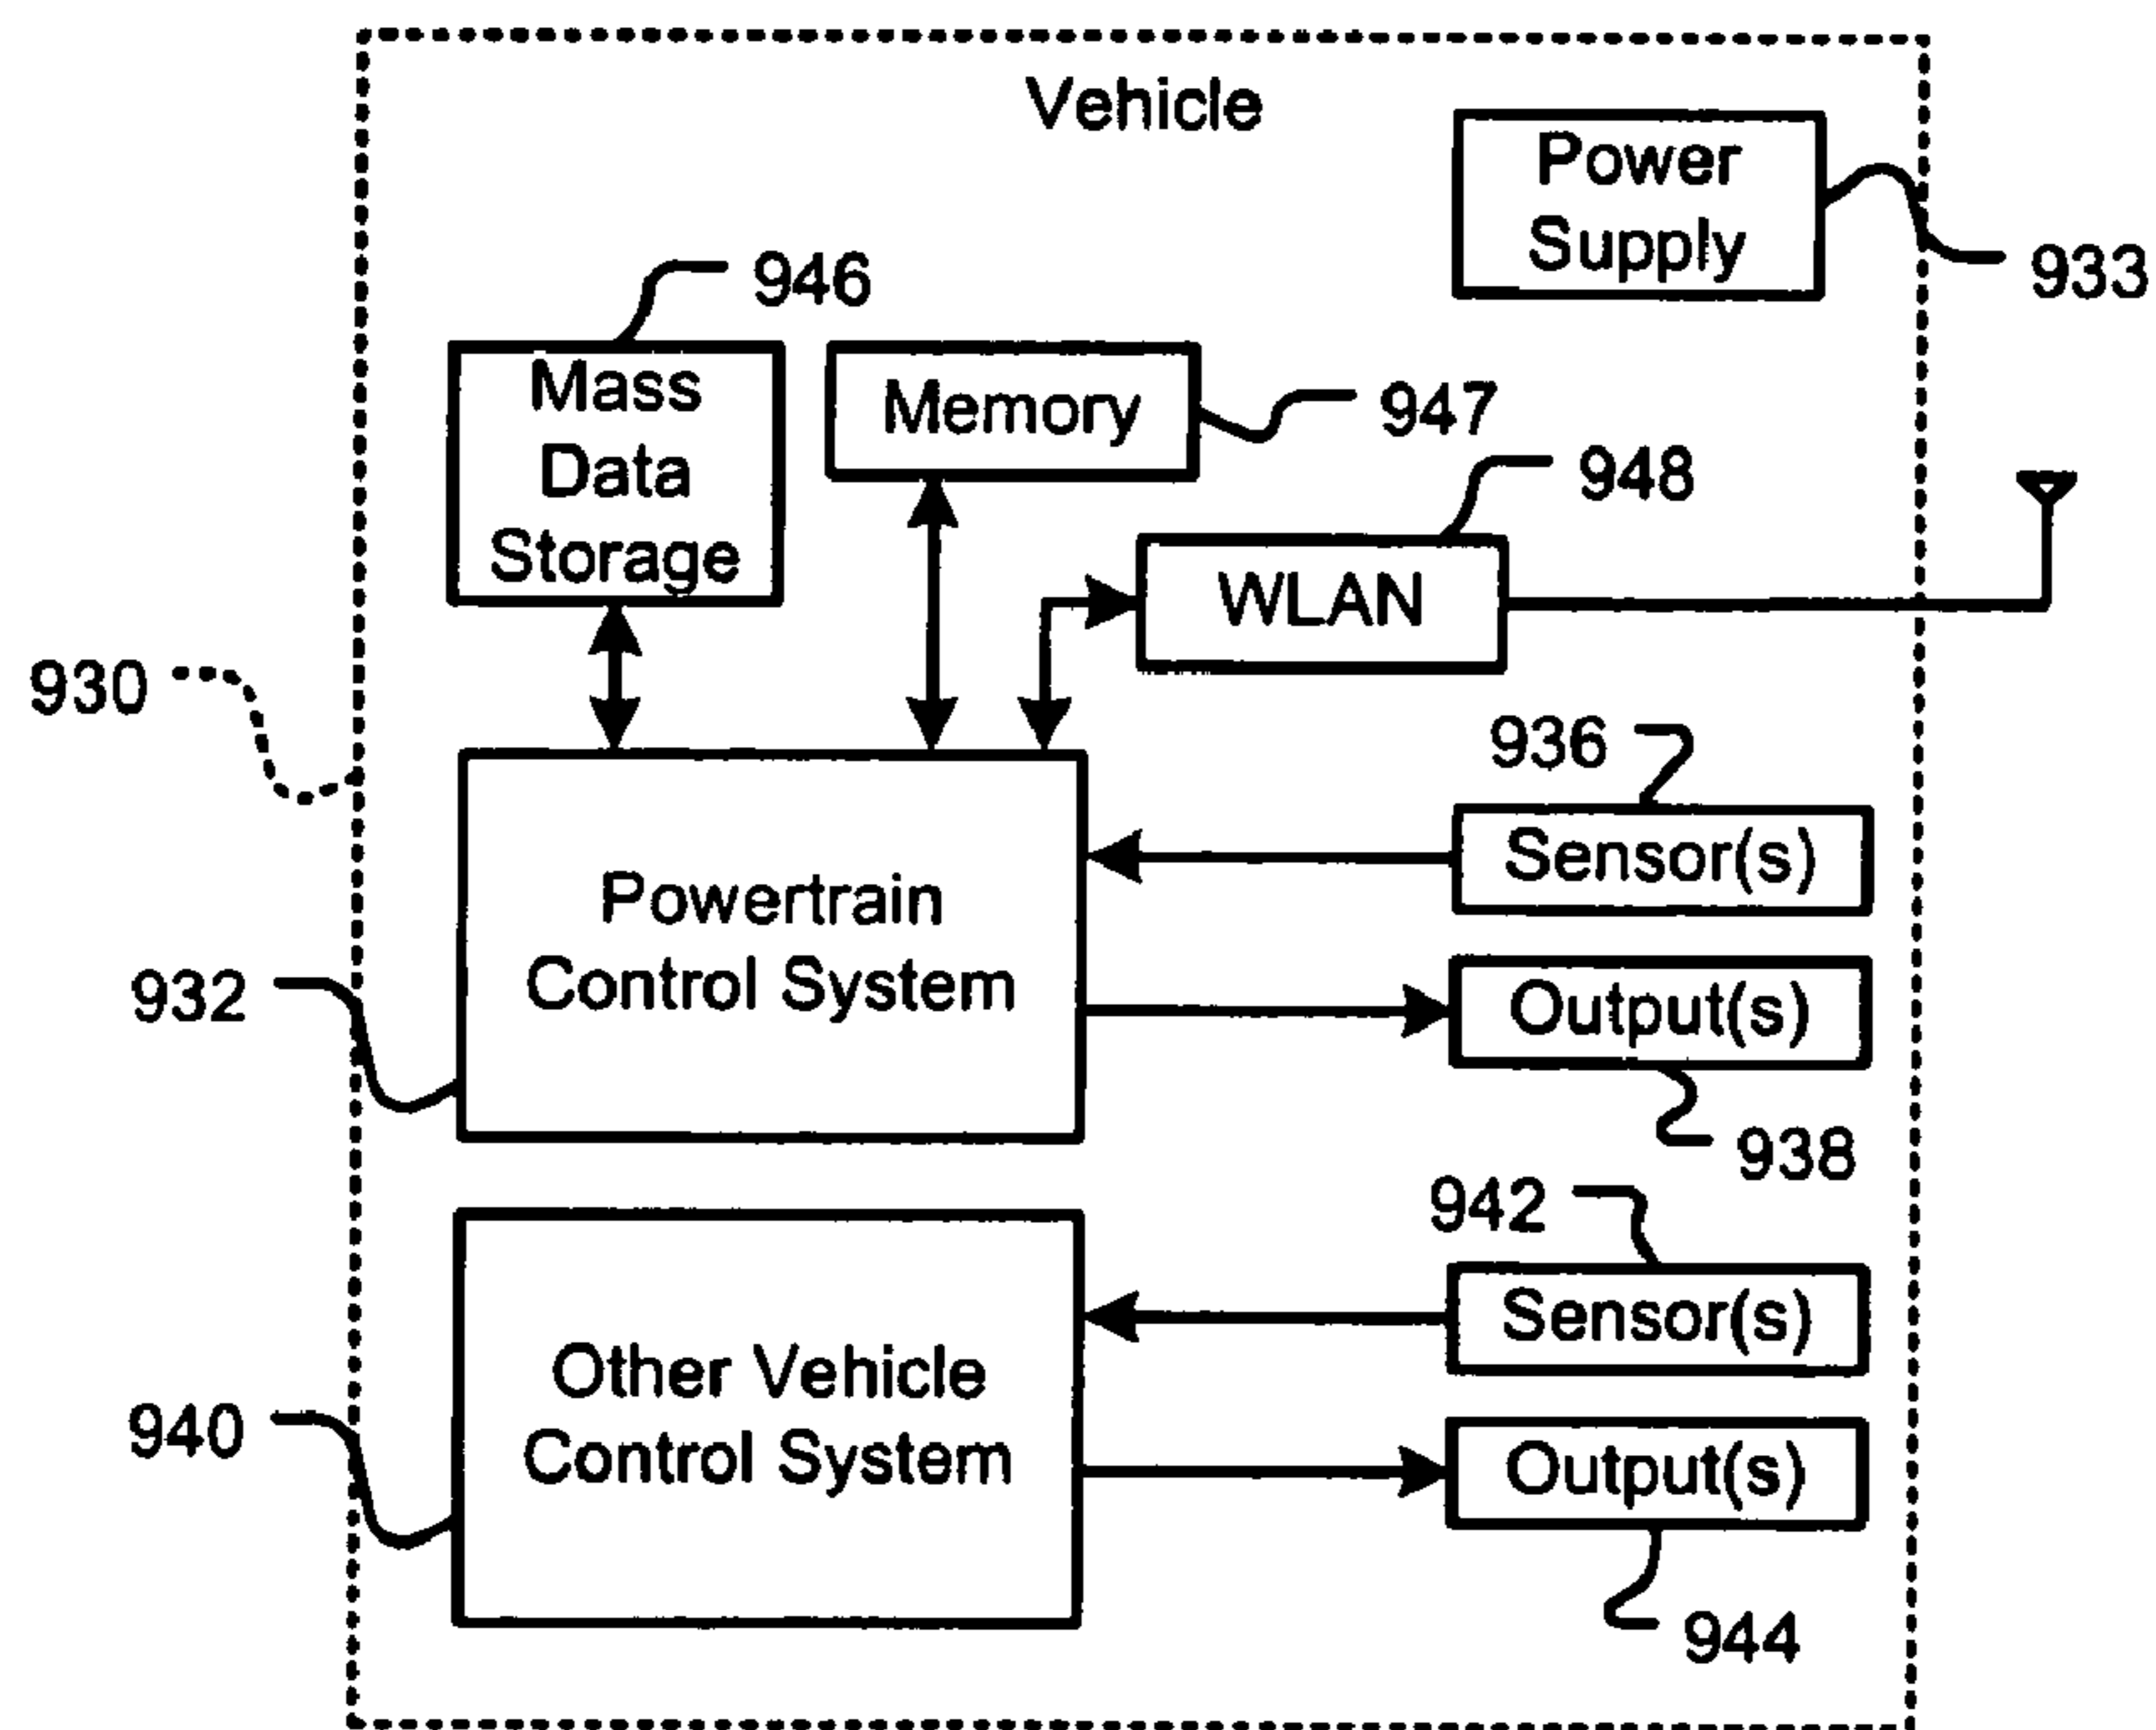 Vehicle
Power
Supply
933
946
Mass
Data
Storage
Memory
947
948
WLAN
930
936
Sensor(s)
Powertrain
Control System
932
Output(s)
938
942
Sensor(s)
Other Vehicle
Control System
940
Output(s)
944